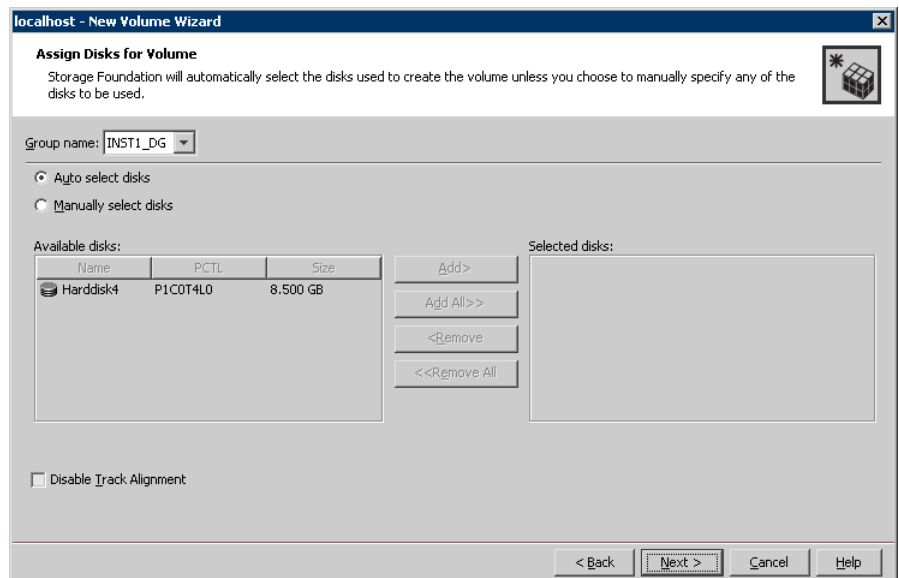 localhost - New Volume Wizard
Assign Disks for Volume
Storage Foundation will automatically select the disks used to create the volume unless you choose to manually specify any of the
disks to be used.
Group name: INST1_DG
Auto select disks
Manually select disks
Available disks:
Selected disks:
Name PCTL Size
Harddisk4 P1C0T4L0 8.500 GB
Add>
Add All>>
<Remove
<<Remove All
Disable Track Alignment
< Back Next > Cancel Help